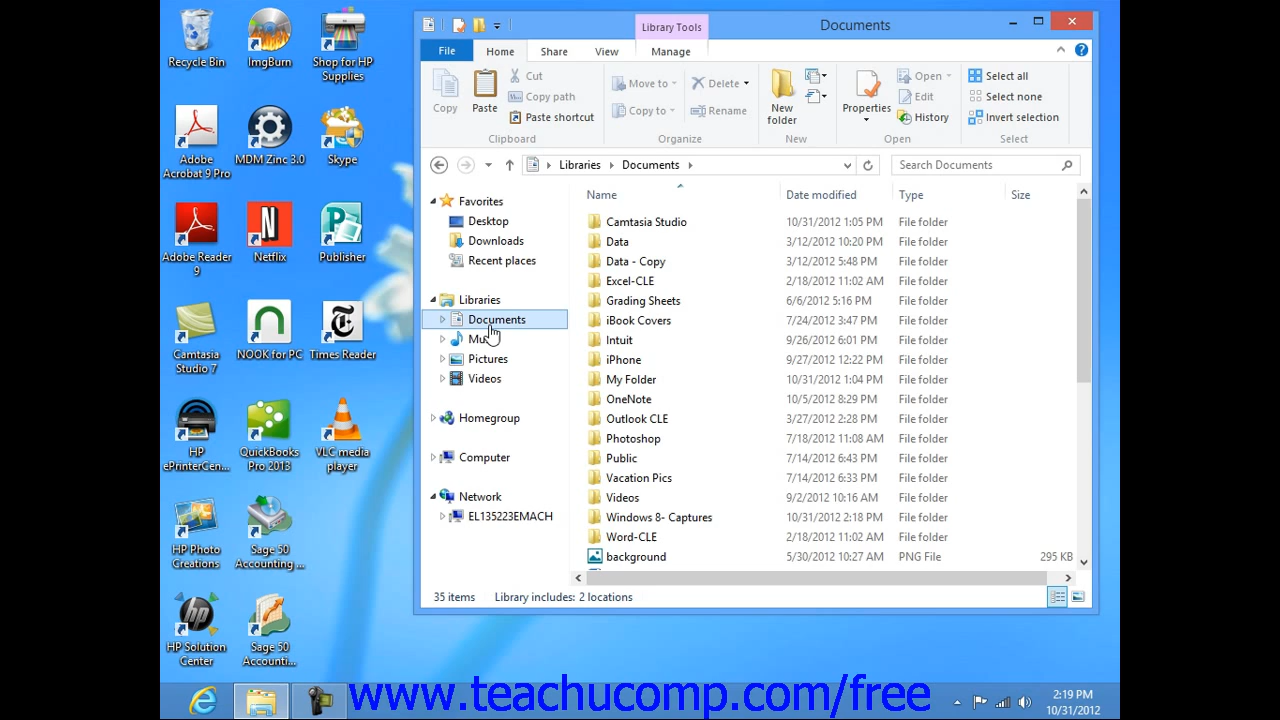 Recycle Bin
ImgBurn
Shop for HP
Supplies
Adobe
Acrobat 9 Pro
MDM Zinc 3.0
Skype
Adobe Reader
9
Netflix
Publisher
Camtasia
Studio 7
NOOK for PC
Times Reader
HP
ePrinterCen...
QuickBooks
Pro 2013
VLC media
player
HP Photo
Creations
Sage 50
Accounting ...
HP Solution
Center
Sage 50
Accounti...
Library Tools
Documents
File
Home
Share
View
Manage
Copy
Paste
Cut
Copy path
Paste shortcut
Clipboard
Move to
Copy to
Delete
Rename
Organize
New
folder
New
Properties
Open
Edit
History
Open
Select all
Select none
Invert selection
Select
Libraries
Documents
Search Documents
Favorites
Desktop
Downloads
Recent places
Libraries
Documents
Mu
Pictures
Videos
Homegroup
Computer
Network
EL135223EMACH
Name Date modified Type Size
Camtasia Studio 10/31/2012 1:05 PM File folder
Data 3/12/2012 10:20 PM File folder
Data - Copy 3/12/2012 5:48 PM File folder
Excel-CLE 2/18/2012 11:02 AM File folder
Grading Sheets 6/6/2012 5:16 PM File folder
iBook Covers 7/24/2012 3:47 PM File folder
Intuit 9/26/2012 6:01 PM File folder
iPhone 9/27/2012 12:22 PM File folder
My Folder 10/31/2012 1:04 PM File folder
OneNote 10/5/2012 8:29 PM File folder
Outlook CLE 3/27/2012 2:28 PM File folder
Photoshop 7/18/2012 11:08 AM File folder
Public 7/14/2012 6:43 PM File folder
Vacation Pics 7/14/2012 6:33 PM File folder
Videos 9/2/2012 10:16 AM File folder
Windows 8- Captures 10/31/2012 2:18 PM File folder
Word-CLE 2/18/2012 11:02 AM File folder
background 5/30/2012 10:27 AM PNG File 295 KB
35 items
Library includes: 2 locations
www.teachucomp.com/free
2:19 PM
10/31/2012